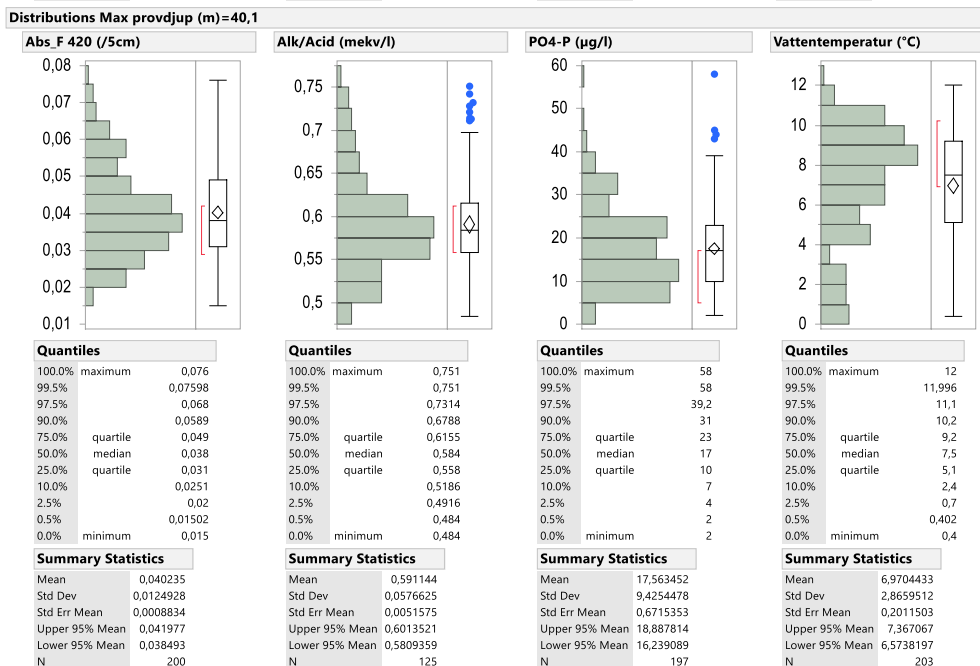 Distributions Max provdjup (m)=40,1
Abs_F 420 (/5cm)
0,08
0,07
0,06
0,05
0,04
0,03
0,02
0,01
Quantiles
100.0% maximum 0,076
99.5% 0,07598
97.5% 0,068
90.0% 0,0589
75.0% quartile 0,049
50.0% median 0,038
25.0% quartile 0,031
10.0% 0,0251
2.5% 0,02
0.5% 0,01502
0.0% minimum 0,015
Summary Statistics
Mean 0,040235
Std Dev 0,0124928
Std Err Mean 0,0008834
Upper 95% Mean 0,041977
Lower 95% Mean 0,038493
N 200
Alk/Acid (mekv/l)
0,75
0,7
0,65
0,6
0,55
0,5
Quantiles
100.0% maximum 0,751
99.5% 0,751
97.5% 0,7314
90.0% 0,6788
75.0% quartile 0,6155
50.0% median 0,584
25.0% quartile 0,558
10.0% 0,5186
2.5% 0,4916
0.5% 0,484
0.0% minimum 0,484
Summary Statistics
Mean 0,591144
Std Dev 0,0576625
Std Err Mean 0,0051575
Upper 95% Mean 0,6013521
Lower 95% Mean 0,5809359
N 125
PO4-P (µg/l)
60
50
40
30
20
10
0
Quantiles
100.0% maximum 58
99.5% 58
97.5% 39,2
90.0% 31
75.0% quartile 23
50.0% median 17
25.0% quartile 10
10.0% 7
2.5% 4
0.5% 2
0.0% minimum 2
Summary Statistics
Mean 17,563452
Std Dev 9,4254478
Std Err Mean 0,6715353
Upper 95% Mean 18,887814
Lower 95% Mean 16,239089
N 197
Vattentemperatur (°C)
12
10
8
6
4
2
0
Quantiles
100.0% maximum 12
99.5% 11,996
97.5% 11,1
90.0% 10,2
75.0% quartile 9,2
50.0% median 7,5
25.0% quartile 5,1
10.0% 2,4
2.5% 0,7
0.5% 0,402
0.0% minimum 0,4
Summary Statistics
Mean 6,9704433
Std Dev 2,8659512
Std Err Mean 0,2011503
Upper 95% Mean 7,367067
Lower 95% Mean 6,5738197
N 203